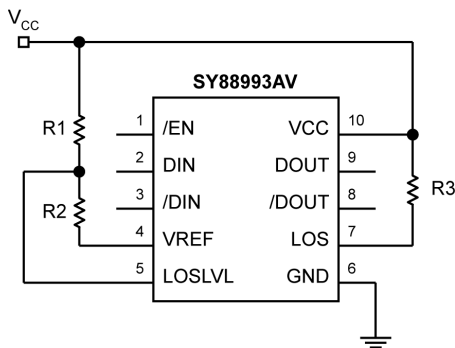 VCC
SY88993AV
R1
R2
R3
1 /EN VCC 10
2 DIN DOUT 9
3 /DIN /DOUT 8
4 VREF LOS 7
5 LOSLVL GND 6